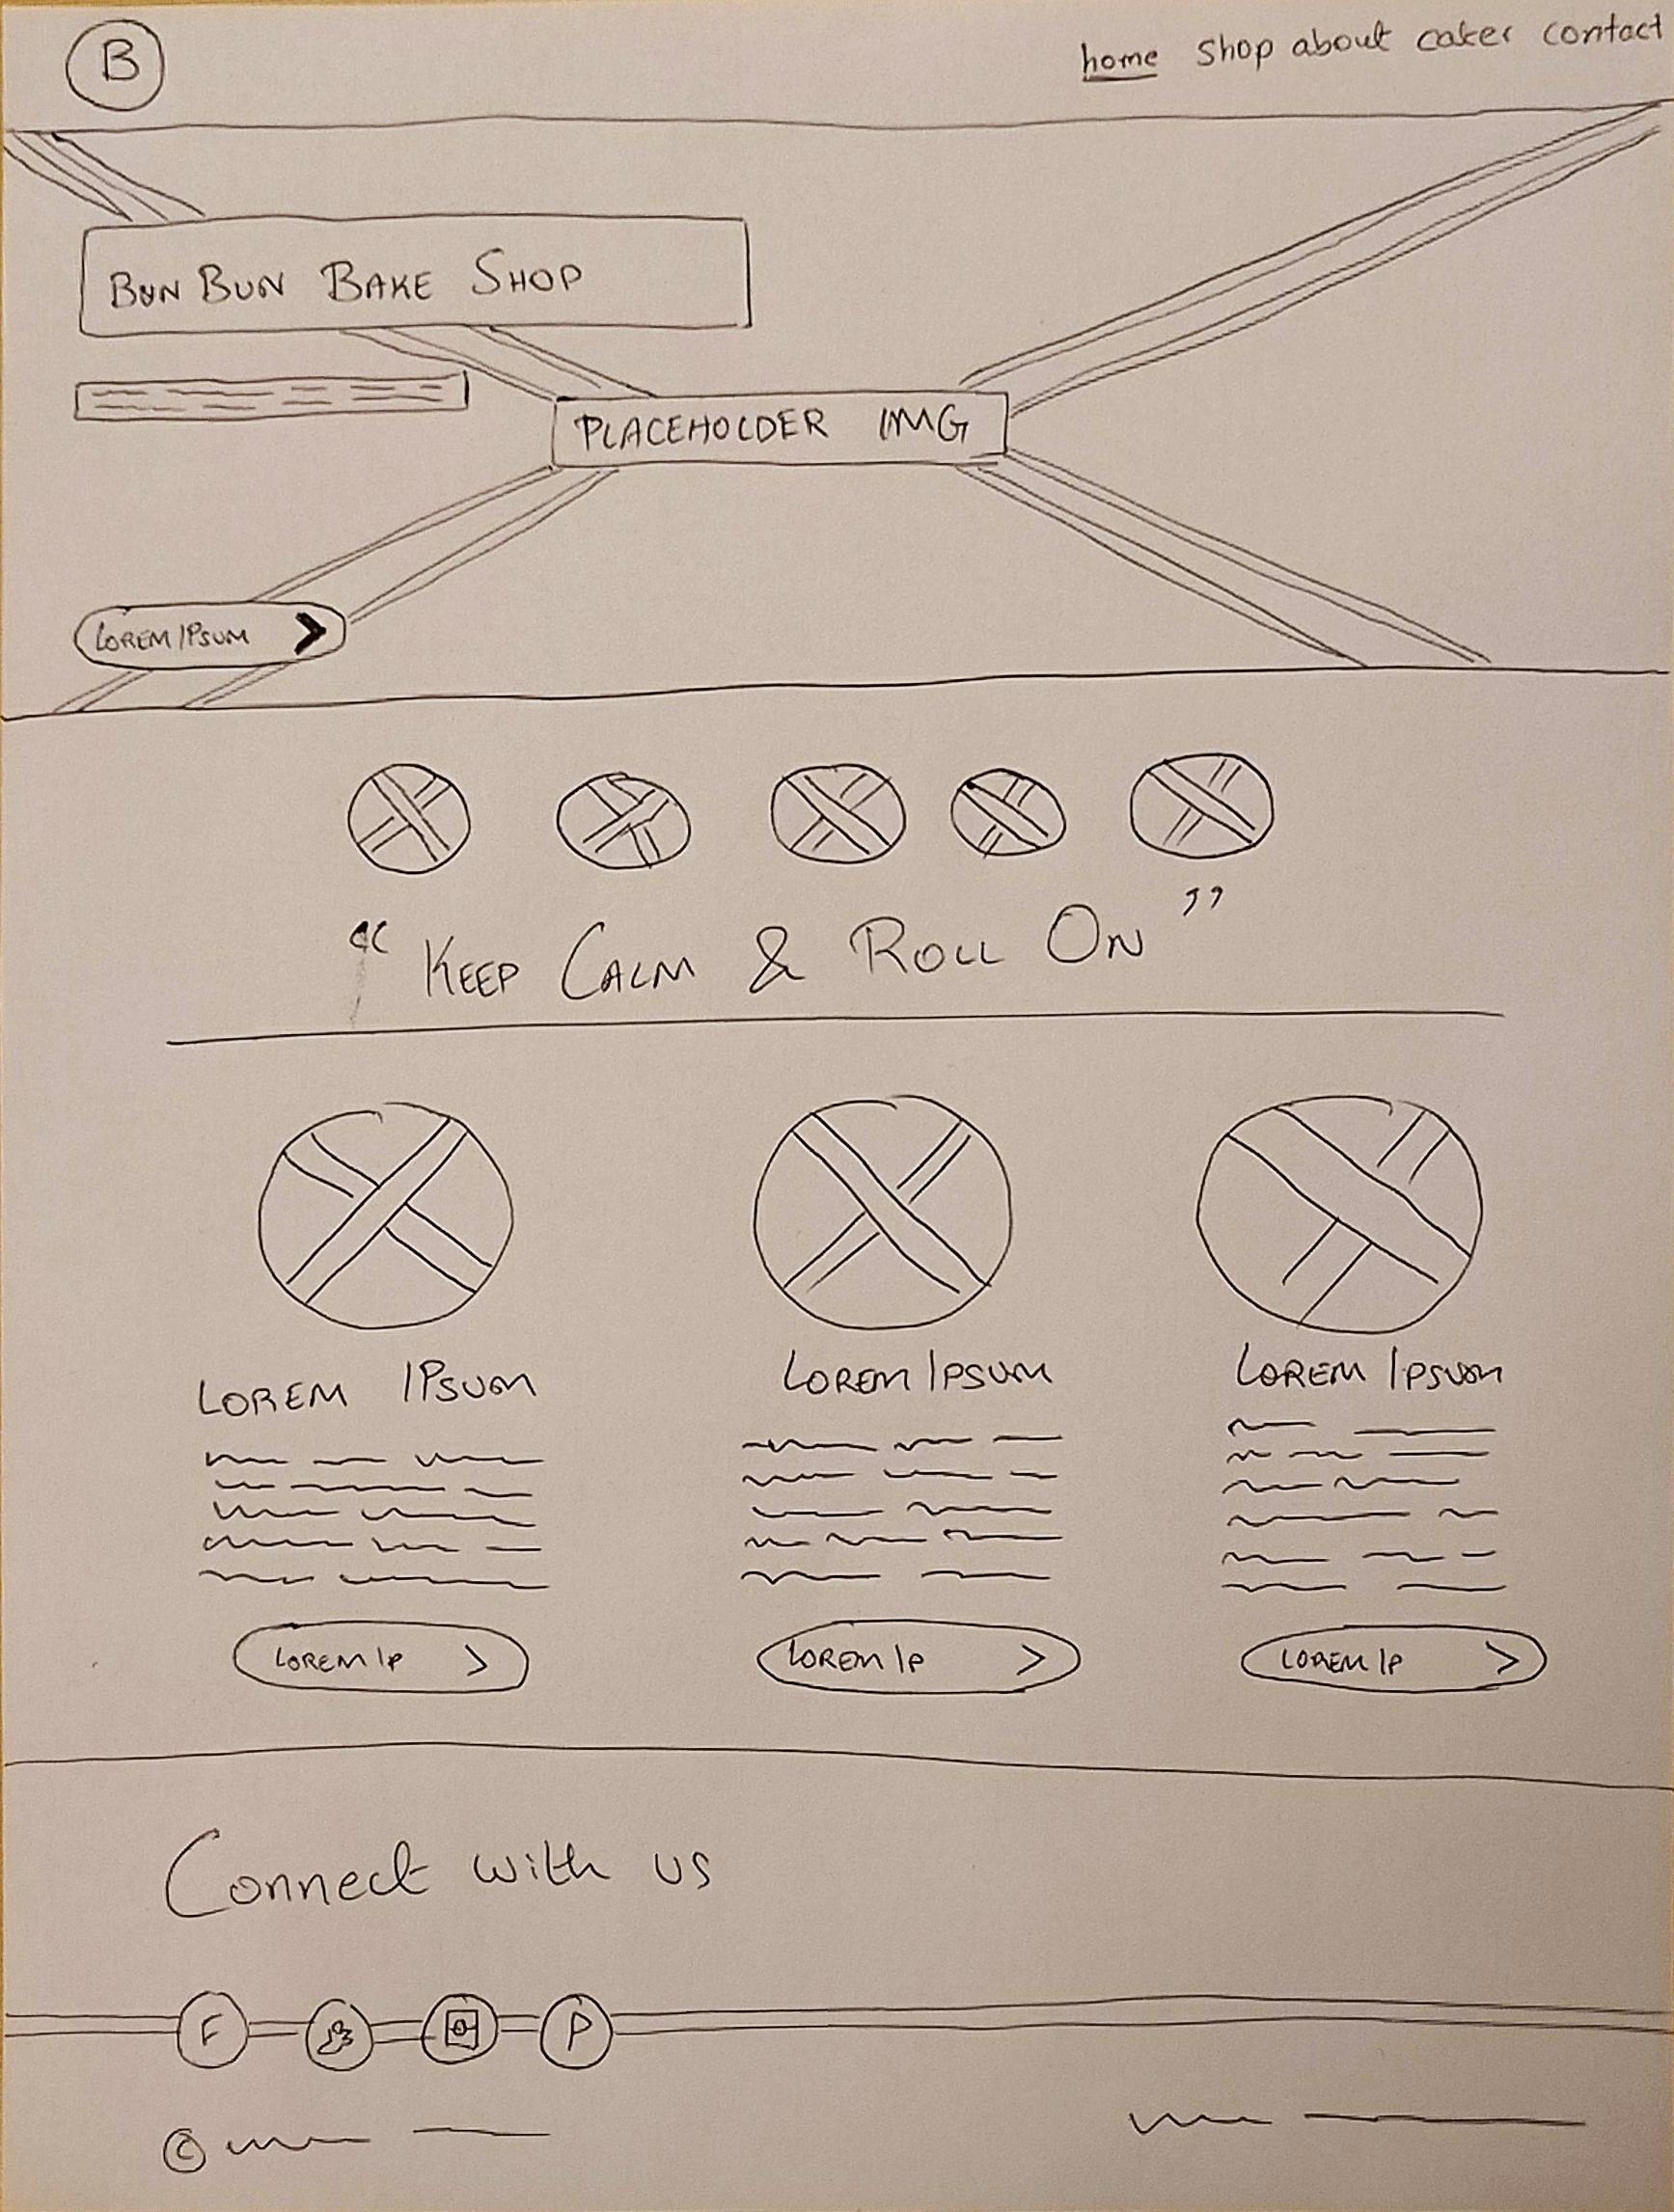 B
home shop about cakes contact
BUN BUN BAKE SHOP
PLACEHOLDER IMG
LOREM IPSUM >
“ KEEP CALM & ROLL ON ”
LOREM IPSUM LOREM IPSUM LOREM IPSUM
LOREM IP > LOREM IP > LOREM IP >
Connect with us
F P
©